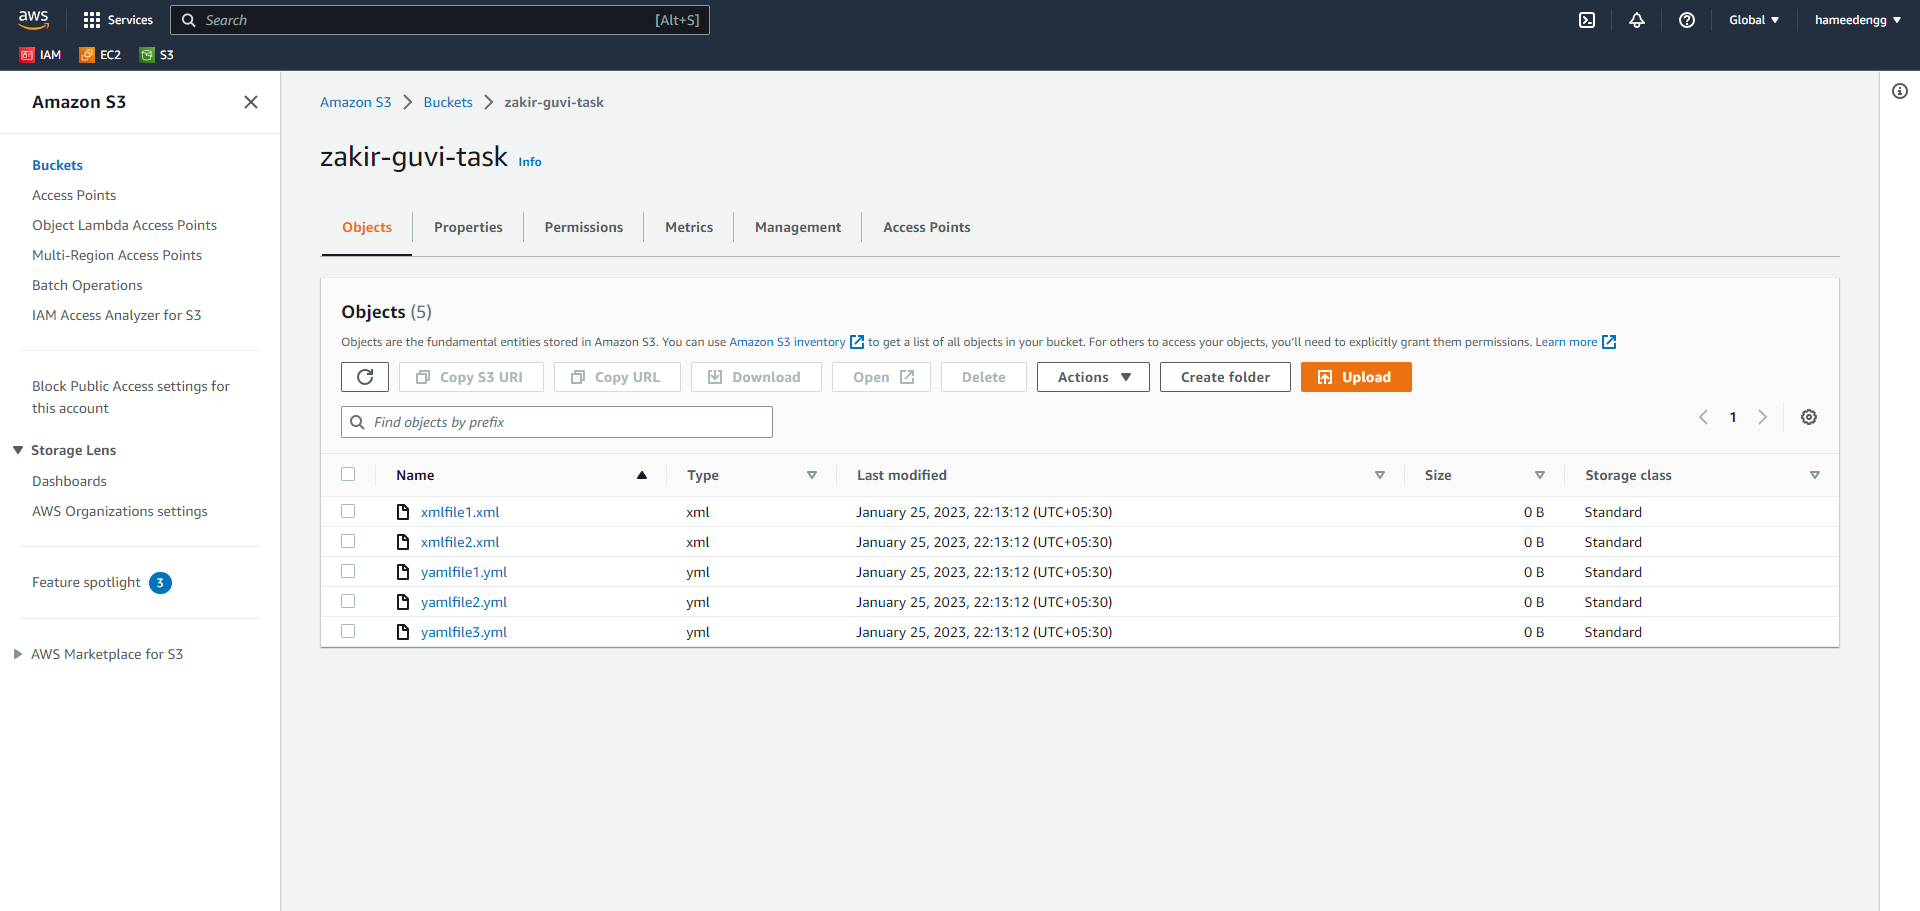 aws Services Search [Alt+S] Global hameedengg
IAM EC2 S3
Amazon S3
Buckets
Access Points
Object Lambda Access Points
Multi-Region Access Points
Batch Operations
IAM Access Analyzer for S3
Block Public Access settings for
this account
Storage Lens
Dashboards
AWS Organizations settings
Feature spotlight 3
AWS Marketplace for S3
Amazon S3 Buckets zakir-guvi-task
zakir-guvi-task Info
Objects Properties Permissions Metrics Management Access Points
Objects (5)
Objects are the fundamental entities stored in Amazon S3. You can use Amazon S3 inventory to get a list of all objects in your bucket. For others to access your objects, you'll need to explicitly grant them permissions. Learn more
Copy S3 URI Copy URL Download Open Delete Actions Create folder Upload
Find objects by prefix 1
Name Type Last modified Size Storage class
xmlfile1.xml xml January 25, 2023, 22:13:12 (UTC+05:30) 0 B Standard
xmlfile2.xml xml January 25, 2023, 22:13:12 (UTC+05:30) 0 B Standard
yamlfile1.yml yml January 25, 2023, 22:13:12 (UTC+05:30) 0 B Standard
yamlfile2.yml yml January 25, 2023, 22:13:12 (UTC+05:30) 0 B Standard
yamlfile3.yml yml January 25, 2023, 22:13:12 (UTC+05:30) 0 B Standard